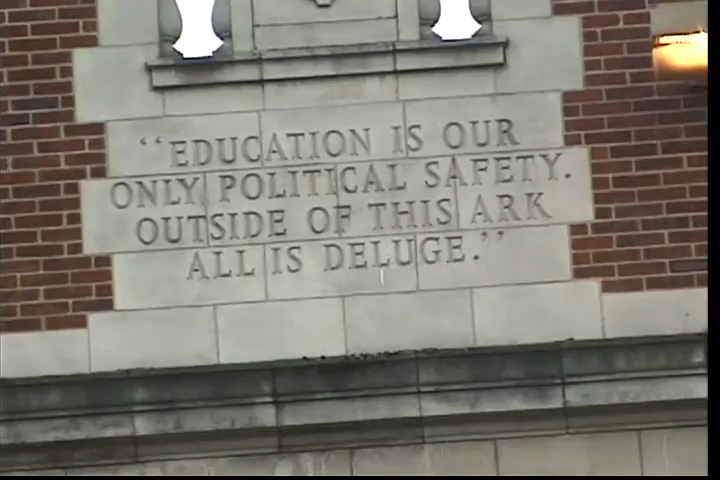 “EDUCATION IS OUR
ONLY POLITICAL SAFETY.
OUTSIDE OF THIS ARK
ALL IS DELUGE.”